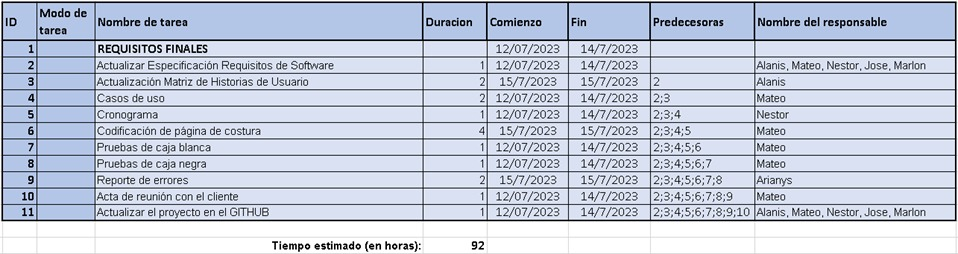 ID Modo de tarea Nombre de tarea Duracion Comienzo Fin Predecesoras Nombre del responsable
1 REQUISITOS FINALES 12/07/2023 14/7/2023
2 Actualizar Especificación Requisitos de Software 1 12/07/2023 14/7/2023 Alanis, Mateo, Nestor, Jose, Marlon
3 Actualización Matriz de Historias de Usuario 2 15/7/2023 15/7/2023 2 Alanis
4 Casos de uso 2 12/07/2023 14/7/2023 2;3 Mateo
5 Cronograma 1 12/07/2023 14/7/2023 2;3;4 Nestor
6 Codificación de página de costura 4 15/7/2023 15/7/2023 2;3;4;5 Mateo
7 Pruebas de caja blanca 1 12/07/2023 14/7/2023 2;3;4;5;6 Mateo
8 Pruebas de caja negra 1 12/07/2023 14/7/2023 2;3;4;5;6;7 Mateo
9 Reporte de errores 2 15/7/2023 15/7/2023 2;3;4;5;6;7;8 Arianys
10 Acta de reunión con el cliente 1 12/07/2023 14/7/2023 2;3;4;5;6;7;8;9 Mateo
11 Actualizar el proyecto en el GITHUB 1 12/07/2023 14/7/2023 2;3;4;5;6;7;8;9;10 Alanis, Mateo, Nestor, Jose, Marlon
Tiempo estimado (en horas): 92